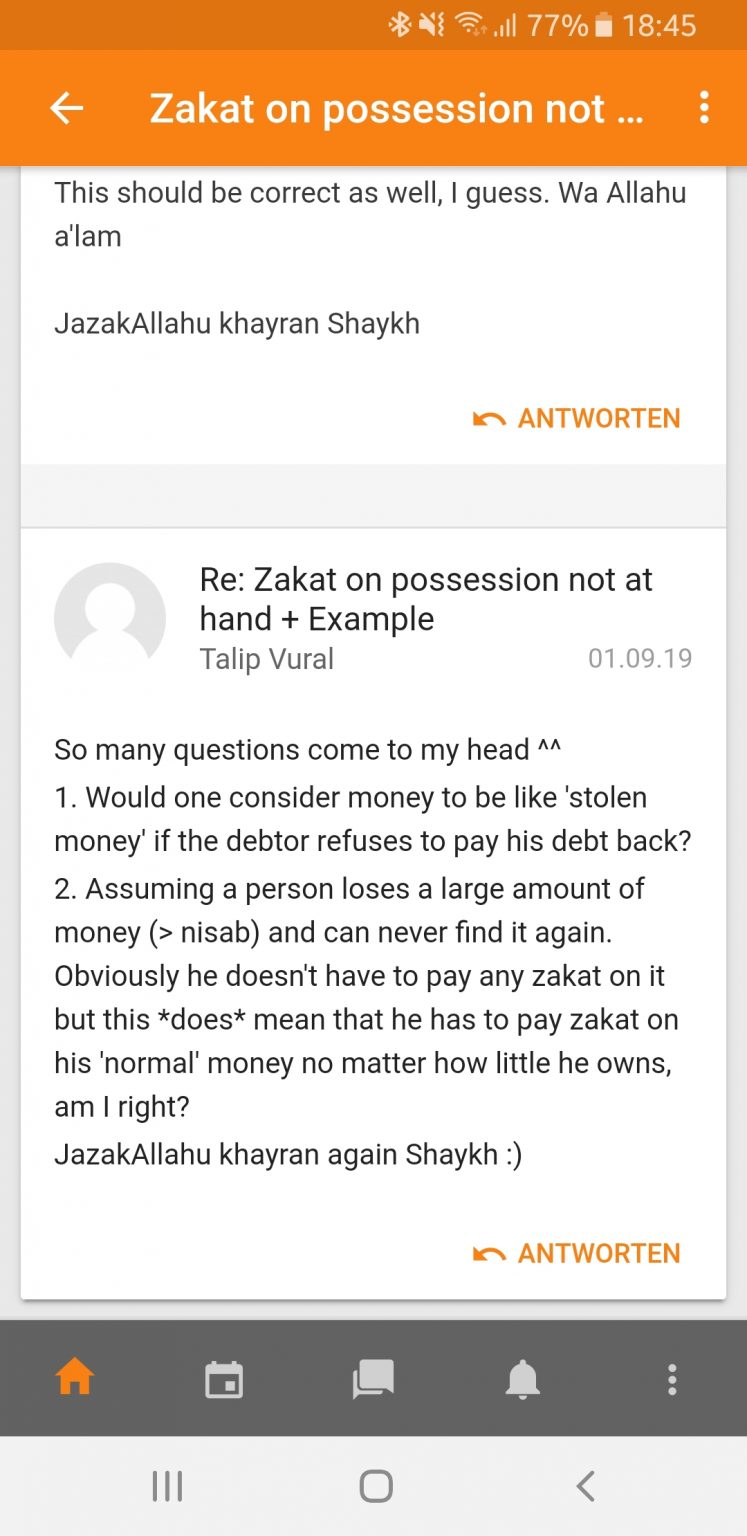 77% 18:45
Zakat on possession not ...
This should be correct as well, I guess. Wa Allahu
a'lam
JazakAllahu khayran Shaykh
ANTWORTEN
Re: Zakat on possession not at
hand + Example
Talip Vural 01.09.19
So many questions come to my head ^^
1. Would one consider money to be like 'stolen
money' if the debtor refuses to pay his debt back?
2. Assuming a person loses a large amount of
money (> nisab) and can never find it again.
Obviously he doesn't have to pay any zakat on it
but this *does* mean that he has to pay zakat on
his 'normal' money no matter how little he owns,
am I right?
JazakAllahu khayran again Shaykh :)
ANTWORTEN